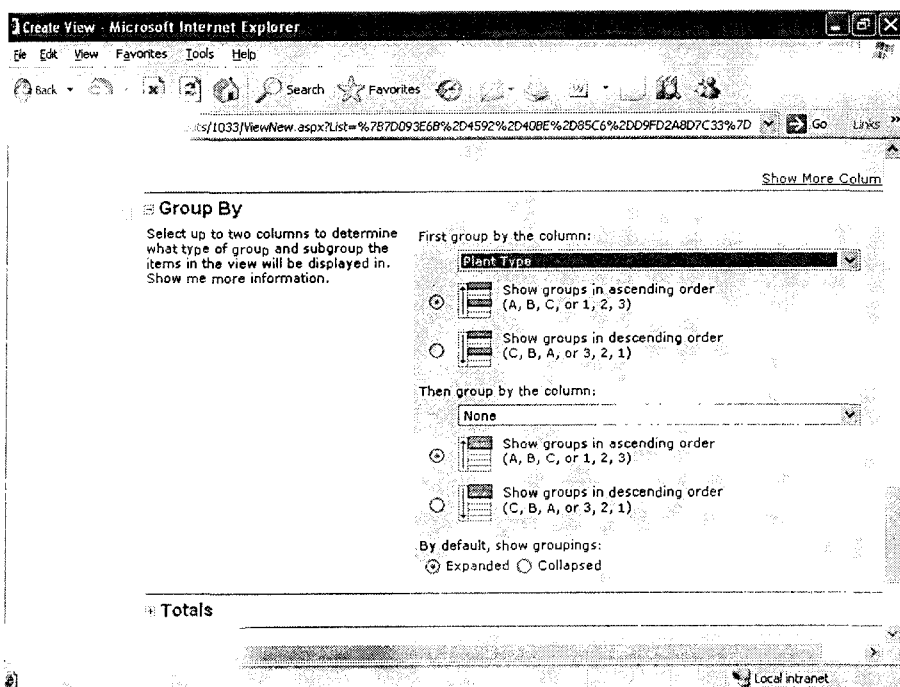 Create View - Microsoft Internet Explorer
File Edit View Favorites Tools Help
Back Search Favorites
ts/1033/ViewNew.aspx?List=%7B7D093E6B%2D4592%2D40BE%2D85C6%2DD9FD2A8D7C33%7D Go Links »
Show More Colum
Group By
Select up to two columns to determine
what type of group and subgroup the
items in the view will be displayed in.
Show me more information.
First group by the column:
Plant Type
Show groups in ascending order
(A, B, C, or 1, 2, 3)
Show groups in descending order
(C, B, A, or 3, 2, 1)
Then group by the column:
None
Show groups in ascending order
(A, B, C, or 1, 2, 3)
Show groups in descending order
(C, B, A, or 3, 2, 1)
By default, show groupings:
Expanded Collapsed
Totals
Local intranet